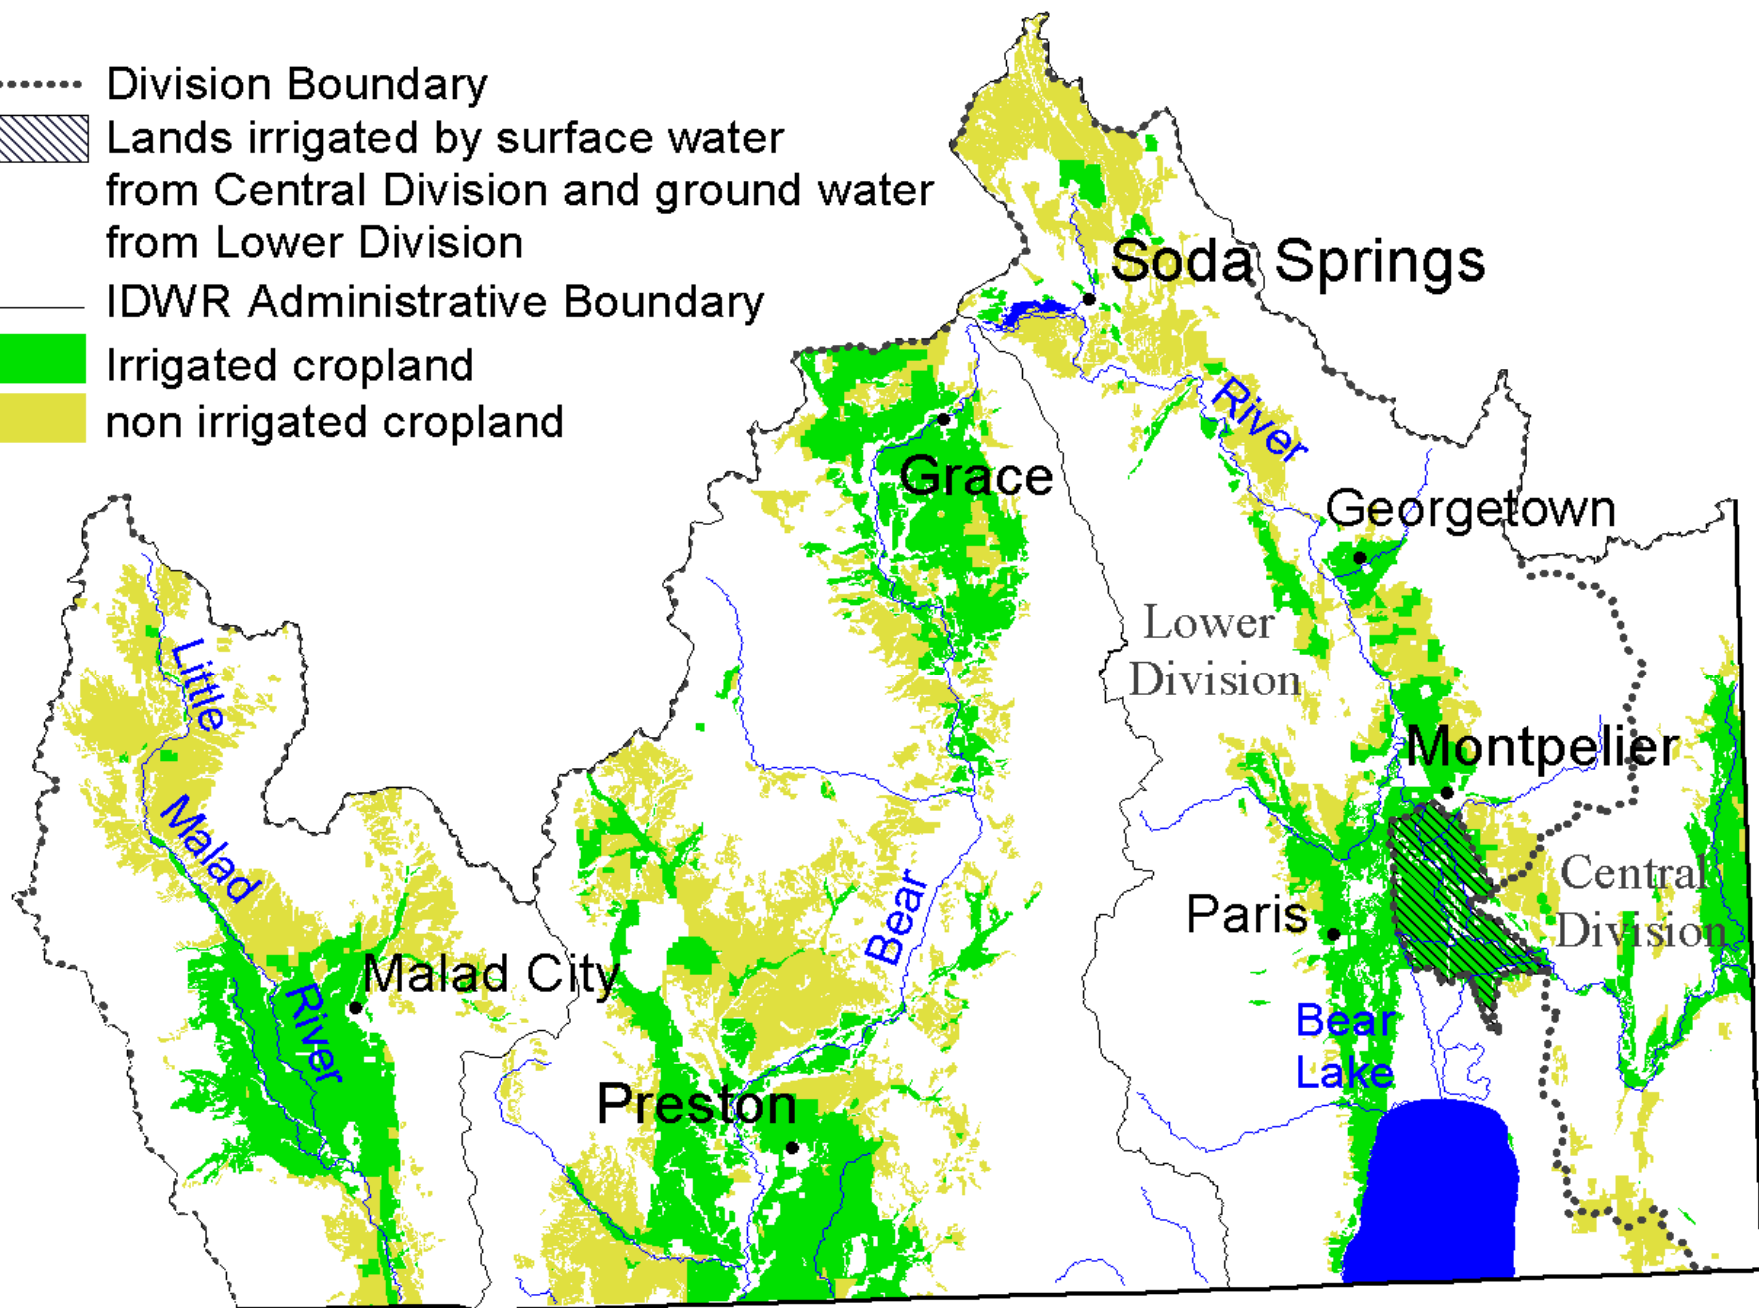 Division Boundary
Lands irrigated by surface water
from Central Division and ground water
from Lower Division
IDWR Administrative Boundary
Irrigated cropland
non irrigated cropland
Soda Springs
River
Grace
Georgetown
Lower
Division
Little
Montpelier
Malad
Central
Division
Paris
Bear
Malad City
River
Bear
Lake
Preston